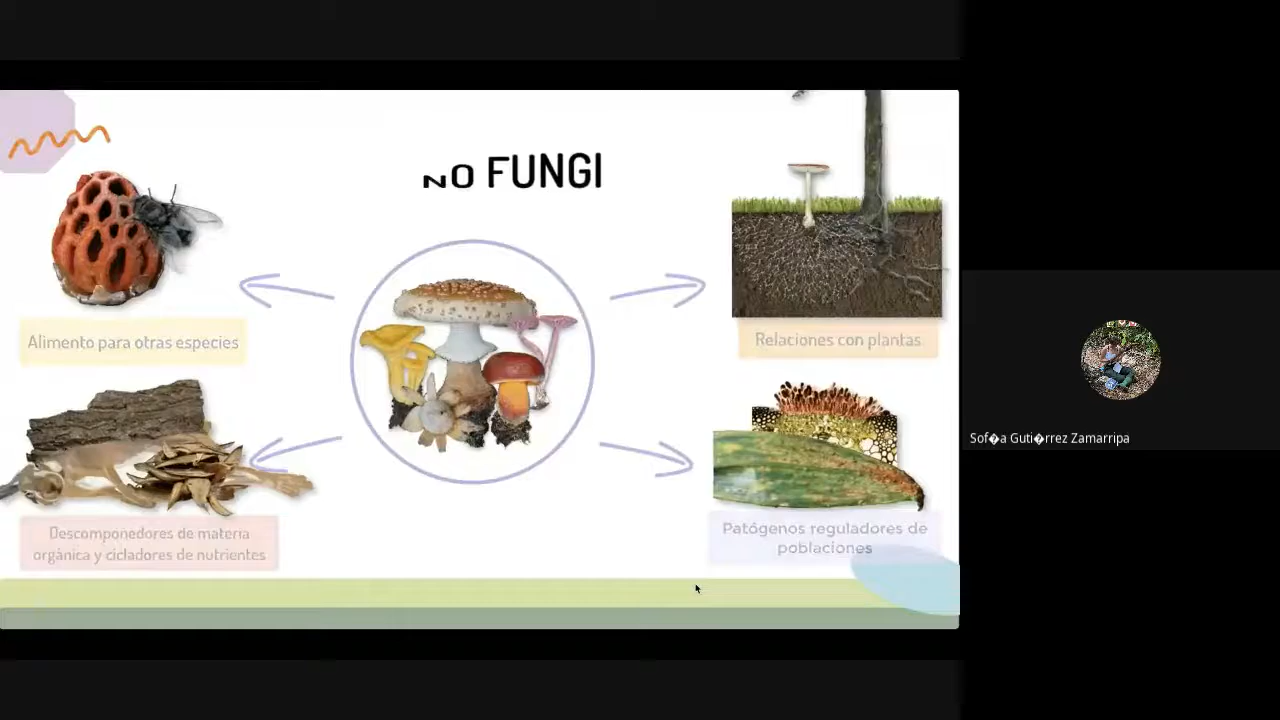 NO FUNGI
Alimento para otras especies
Relaciones con plantas
Descomponedores de materia
orgánica y cicladores de nutrientes
Patógenos reguladores de
poblaciones
Sof�a Guti�rrez Zamarripa